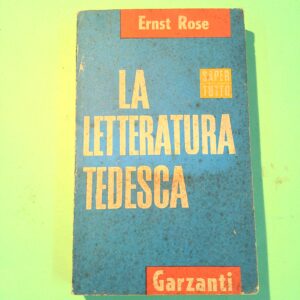 Ernst Rose
LA
SAPER
TUTTO
LETTERATURA
TEDESCA
Garzanti